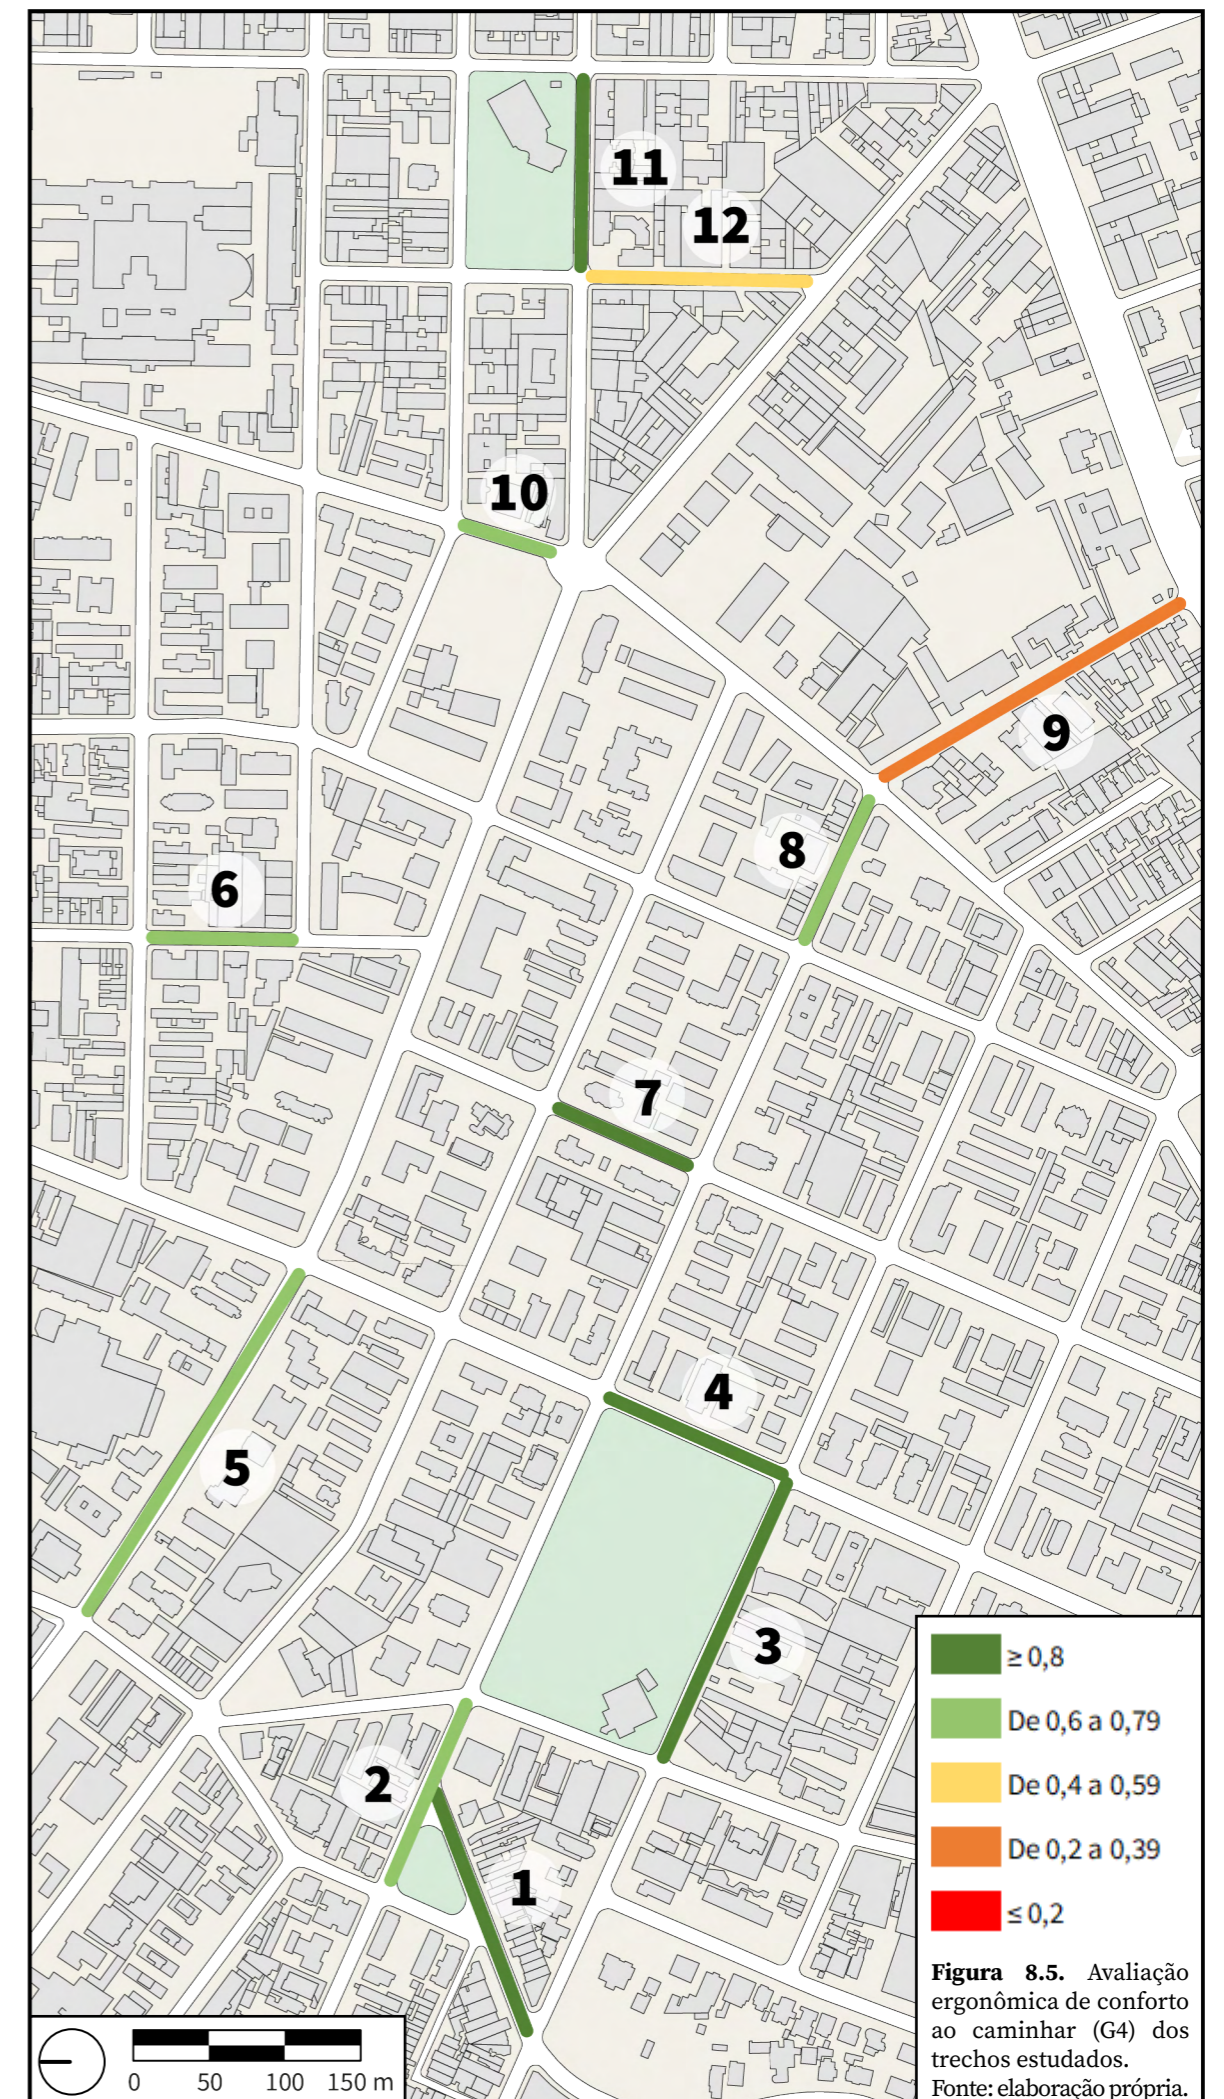 11
12
10
9
8
6
7
4
5
3
2
1
≥ 0,8
De 0,6 a 0,79
De 0,4 a 0,59
De 0,2 a 0,39
≤ 0,2
Figura 8.5. Avaliação
ergonômica de conforto
ao caminhar (G4) dos
trechos estudados.
Fonte: elaboração própria.
0 50 100 150 m